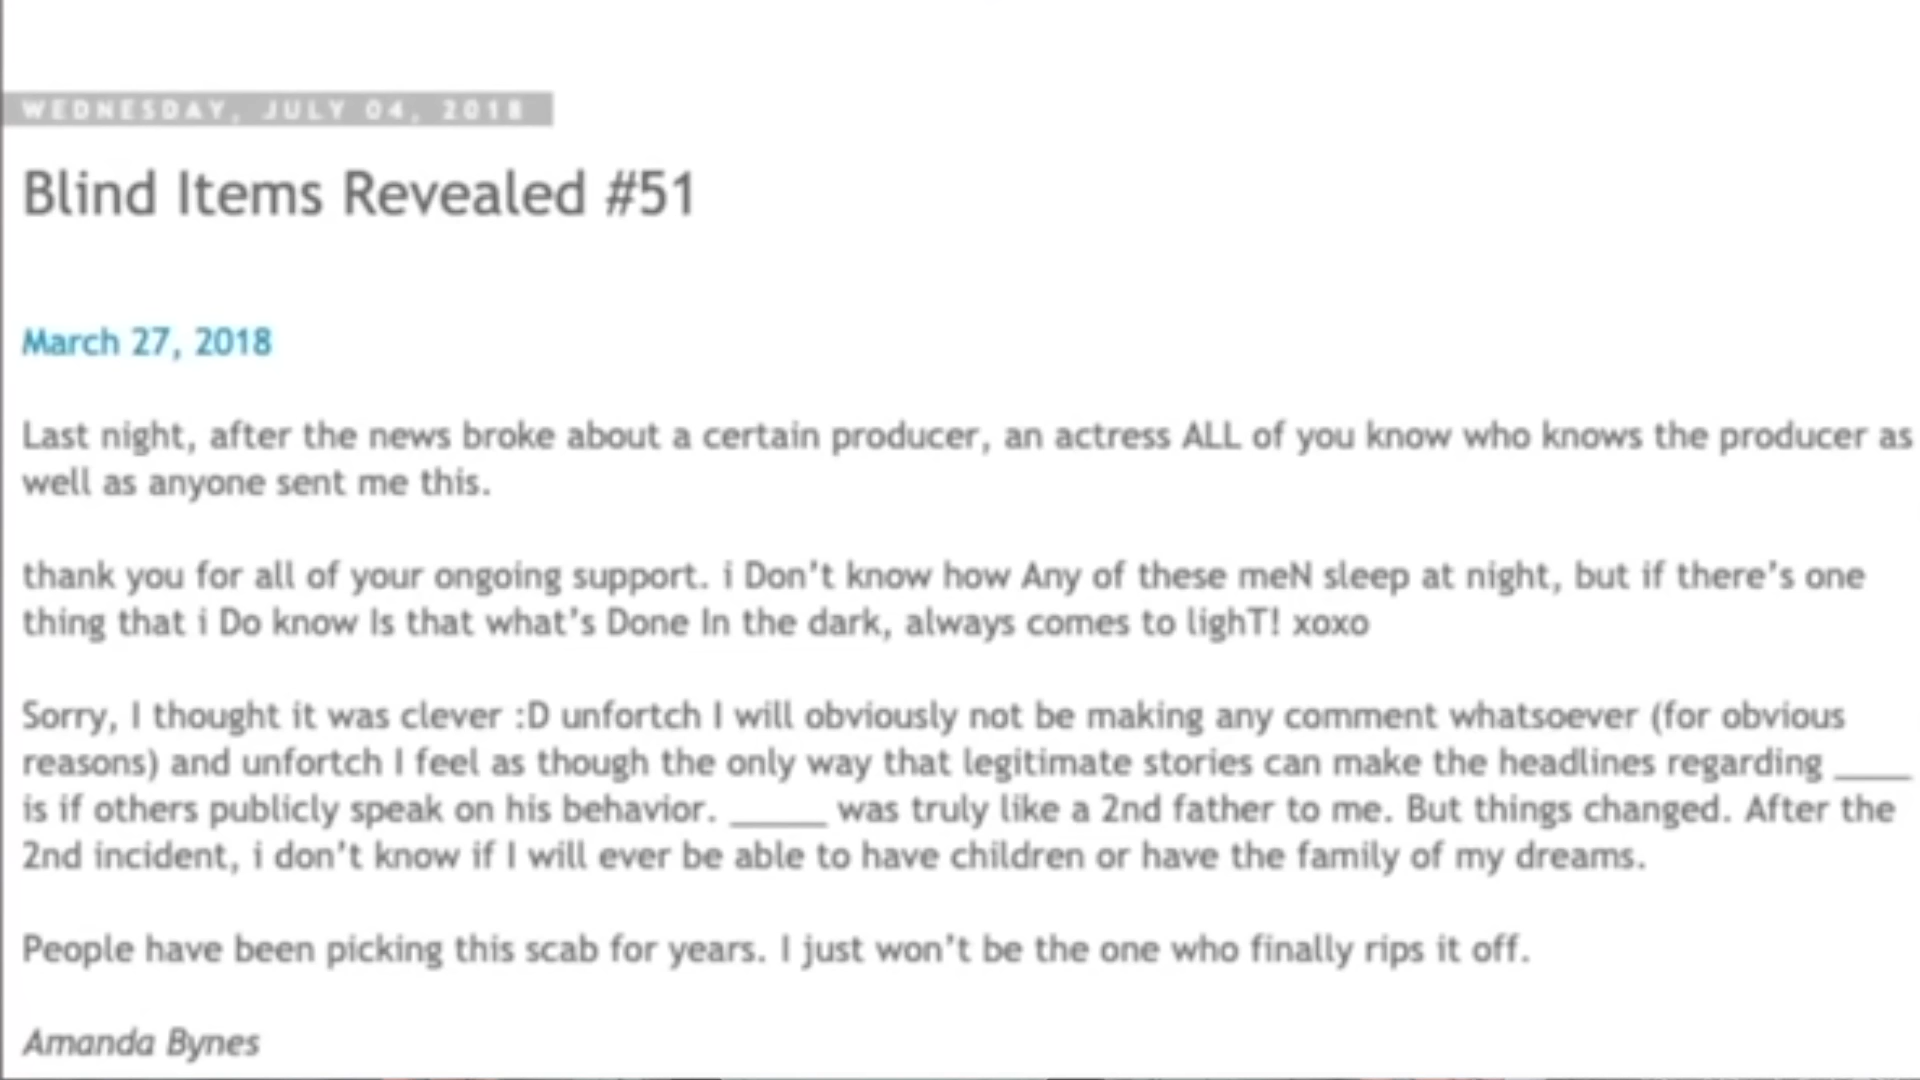 WEDNESDAY, JULY 04, 2018
Blind Items Revealed #51
March 27, 2018
Last night, after the news broke about a certain producer, an actress ALL of you know who knows the producer as
well as anyone sent me this.
thank you for all of your ongoing support. i Don't know how Any of these meN sleep at night, but if there's one
thing that i Do know Is that what's Done In the dark, always comes to lighT! xoxo
Sorry, I thought it was clever :D unfortch I will obviously not be making any comment whatsoever (for obvious
reasons) and unfortch I feel as though the only way that legitimate stories can make the headlines regarding ____
is if others publicly speak on his behavior. _____ was truly like a 2nd father to me. But things changed. After the
2nd incident, i don't know if I will ever be able to have children or have the family of my dreams.
People have been picking this scab for years. I just won't be the one who finally rips it off.
Amanda Bynes